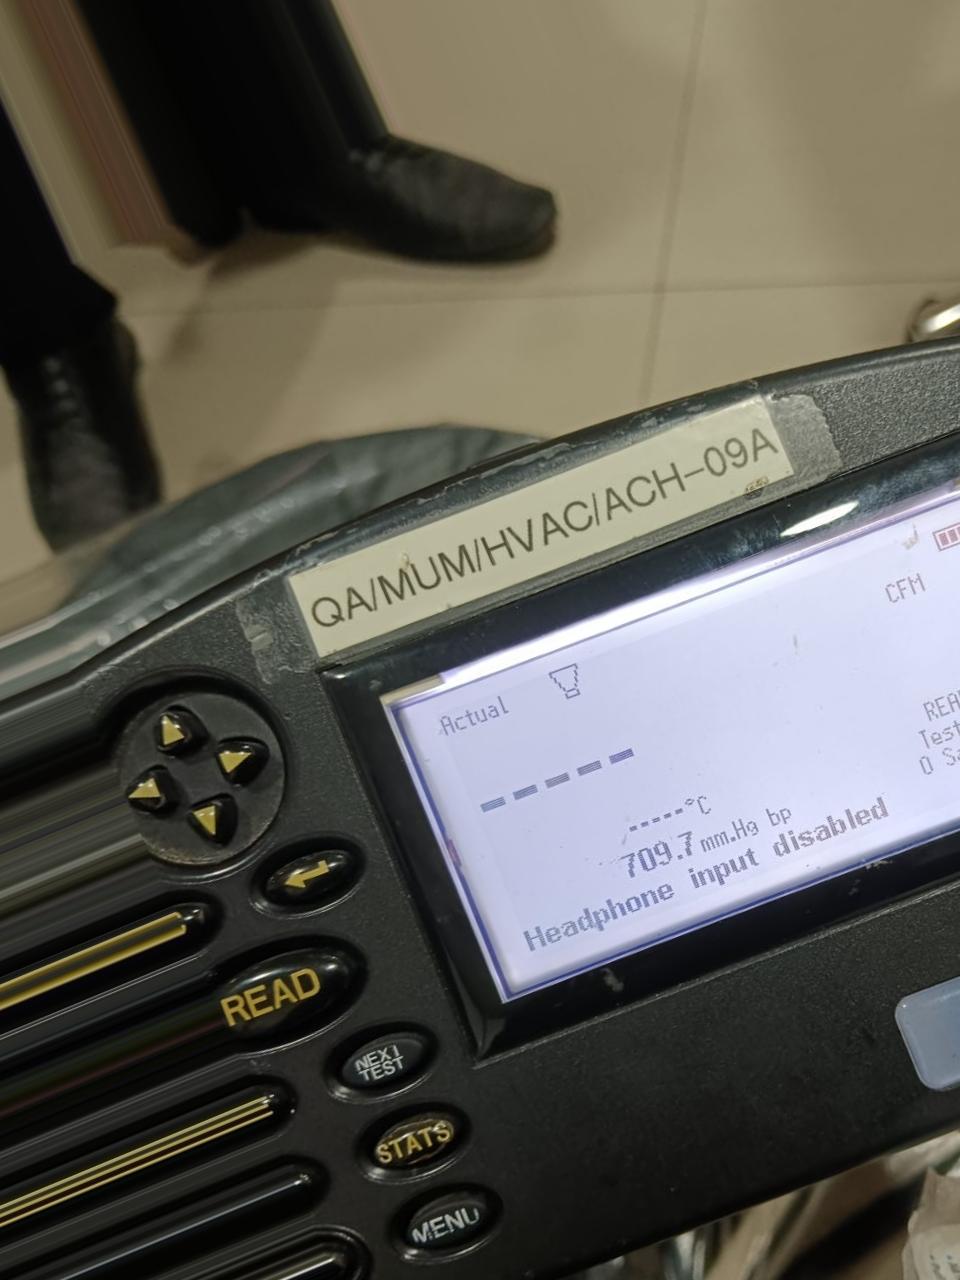 QA/MUM/HVAC/ACH-09A
CFM
Actual
REA
Test
0 Sa
-----
-----°C
709.7 mm.Hg bp
Headphone input disabled
READ
NEXT
TEST
STATS
MENU